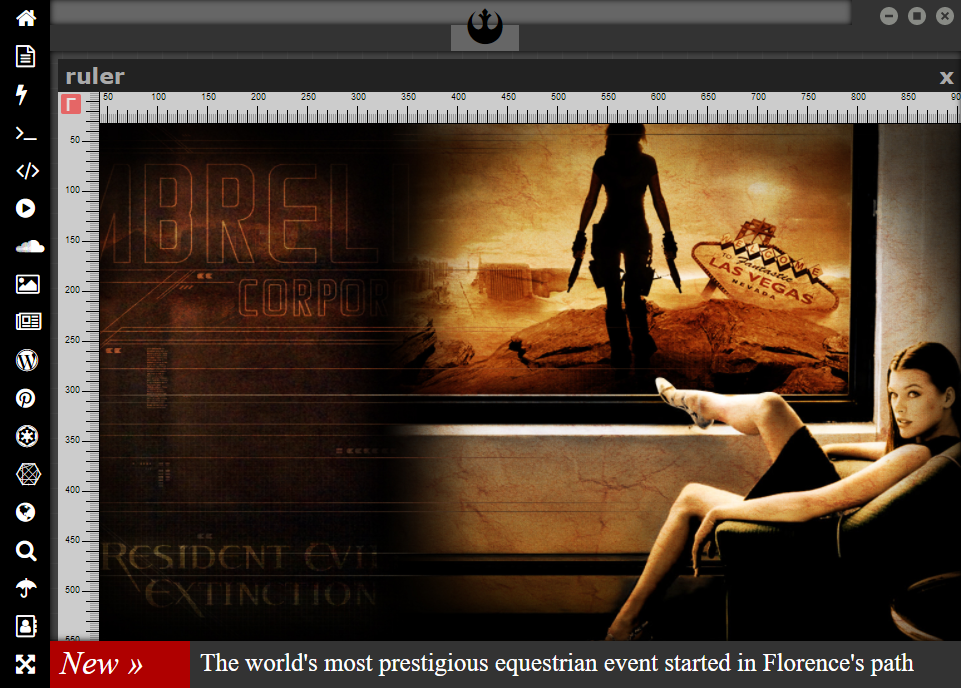 ruler x
50 100 150 200 250 300 350 400 450 500 550 600 650 700 750 800 850 90
50
100
150
200
250
300
350
400
450
500
550
MBRELL
CORPOR
WELCOME
TO Fabulous
LAS VEGAS
NEVADA
RESIDENT EVIL
EXTINCTION
New »
The world's most prestigious equestrian event started in Florence's path